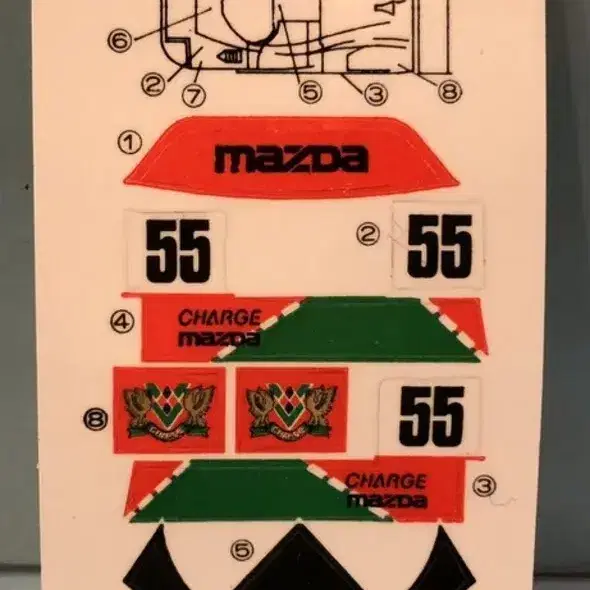 ⑥
② ⑦ ⑤ ③ ⑧
①
mazda
55
② 55
④ CHARGE
mazda
⑧
55
CHARGE
mazda ③
⑤